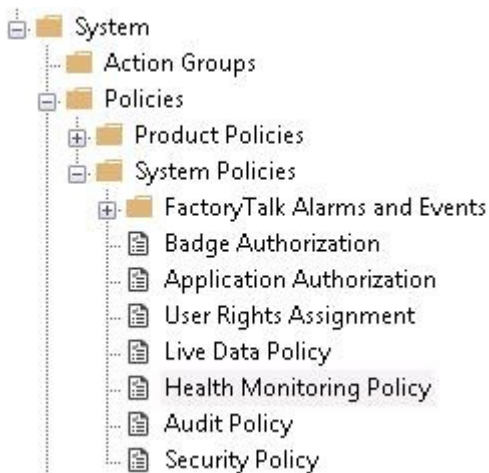 System
Action Groups
Policies
Product Policies
System Policies
FactoryTalk Alarms and Events
Badge Authorization
Application Authorization
User Rights Assignment
Live Data Policy
Health Monitoring Policy
Audit Policy
Security Policy